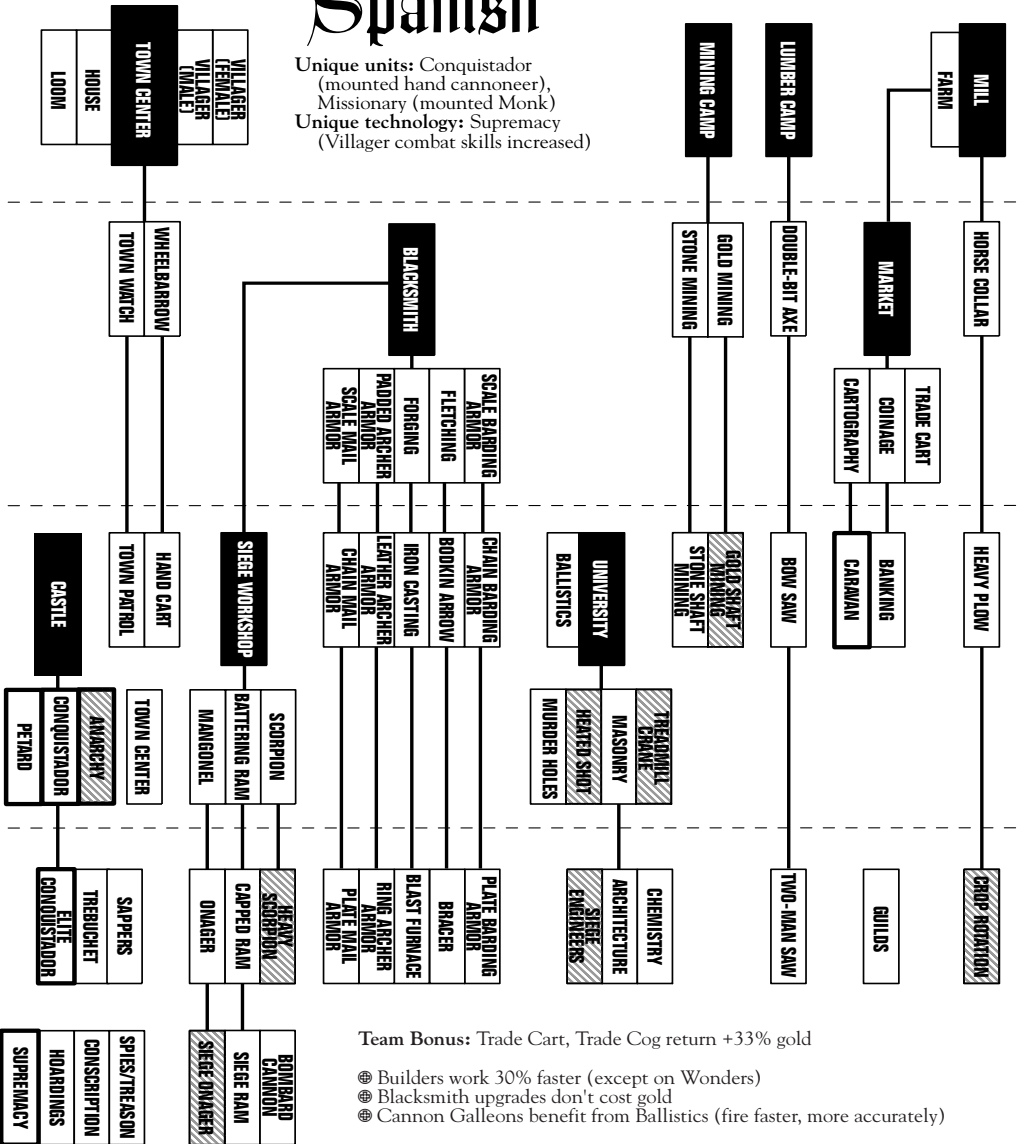 Spanish
Unique units: Conquistador
(mounted hand cannoneer),
Missionary (mounted Monk)
Unique technology: Supremacy
(Villager combat skills increased)
TOWN CENTER
VILLAGER
(FEMALE)
VILLAGER
(MALE)
HOUSE
LOOM
MINING CAMP
LUMBER CAMP
MILL
FARM
WHEELBARROW
TOWN WATCH
BLACKSMITH
GOLD MINING
STONE MINING
DOUBLE-BIT AXE
MARKET
HORSE COLLAR
SCALE BARDING
ARMOR
FLETCHING
FORGING
PADDED ARCHER
ARMOR
SCALE MAIL
ARMOR
TRADE CART
COINAGE
CARTOGRAPHY
CASTLE
HAND CART
TOWN PATROL
SIEGE WORKSHOP
CHAIN BARDING
ARMOR
BODKIN ARROW
IRON CASTING
LEATHER ARCHER
ARMOR
CHAIN MAIL
ARMOR
UNIVERSITY
BALLISTICS
GOLD SHAFT
MINING
STONE SHAFT
MINING
BOW SAW
BANKING
CARAVAN
HEAVY PLOW
ANARCHY
CONQUISTADOR
PETARD
TOWN CENTER
SCORPION
BATTERING RAM
MANGONEL
TREADMILL
CRANE
MASONRY
HEATED SHOT
MURDER HOLES
SAPPERS
TREBUCHET
ELITE
CONQUISTADOR
HEAVY
SCORPION
CAPPED RAM
ONAGER
PLATE BARDING
ARMOR
BRACER
BLAST FURNACE
RING ARCHER
ARMOR
PLATE MAIL
ARMOR
CHEMISTRY
ARCHITECTURE
SIEGE
ENGINEERS
TWO-MAN SAW
GUILDS
CROP ROTATION
SPIES/TREASON
CONSCRIPTION
HOARDINGS
SUPREMACY
BOMBARD
CANNON
SIEGE RAM
SIEGE ONAGER
Team Bonus: Trade Cart, Trade Cog return +33% gold
Builders work 30% faster (except on Wonders)
Blacksmith upgrades don't cost gold
Cannon Galleons benefit from Ballistics (fire faster, more accurately)